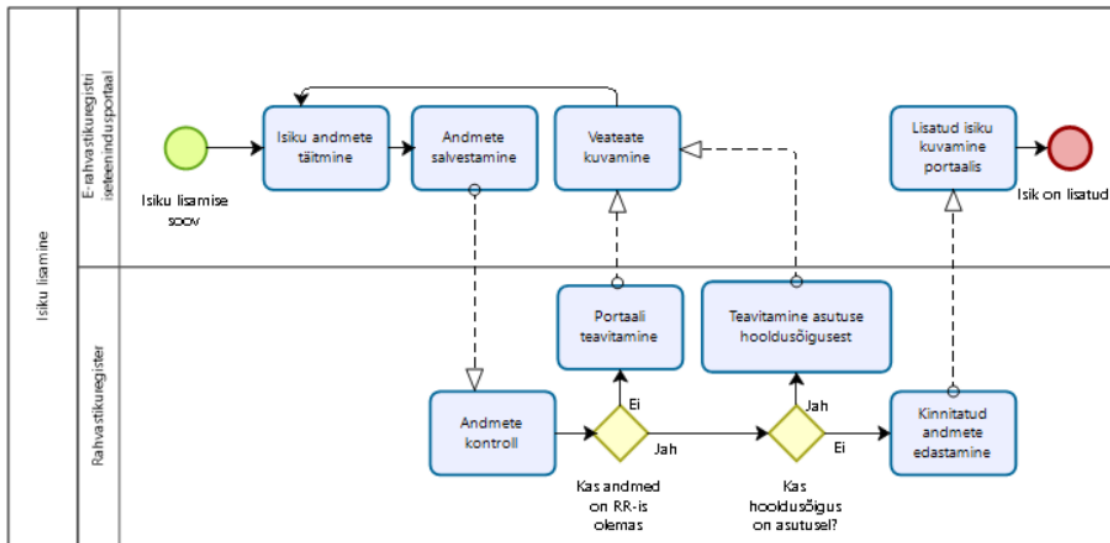 Isiku lisamine
E-rahvastikuregistri
iseteenindusportaal
Isiku lisamise
soov
Isiku andmete
täitmine
Andmete
salvestamine
Veateate
kuvamine
Lisatud isiku
kuvamine
portaalis
Isik on lisatud
Rahvastikuregister
Andmete
kontroll
Portaali
teavitamine
Ei
Jah
Kas andmed
on RR-is
olemas
Teavitamine asutuse
hooldusõigusest
Jah
Ei
Kas
hooldusõigus
on asutusel?
Kinnitatud
andmete
edastamine